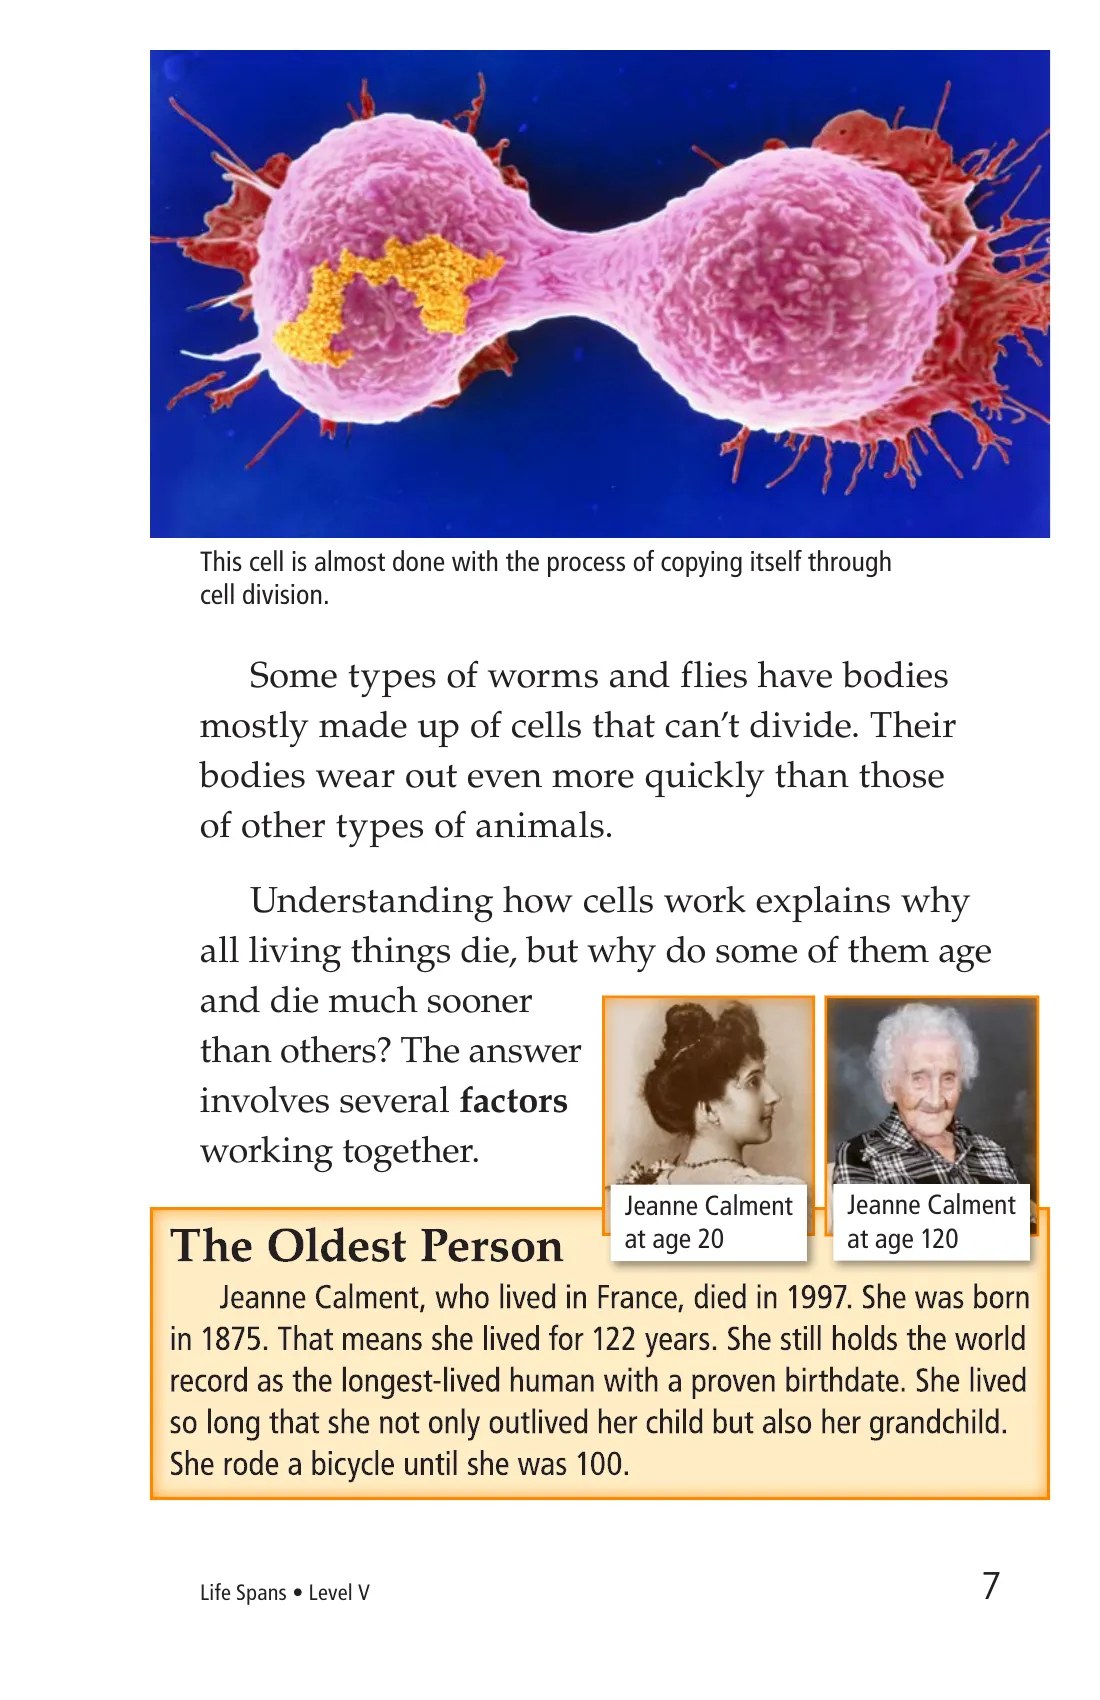 This cell is almost done with the process of copying itself through
cell division.
Some types of worms and flies have bodies
mostly made up of cells that can’t divide. Their
bodies wear out even more quickly than those
of other types of animals.
Understanding how cells work explains why
all living things die, but why do some of them age
and die much sooner
than others? The answer
involves several factors
working together.
Jeanne Calment
at age 20
Jeanne Calment
at age 120
The Oldest Person
Jeanne Calment, who lived in France, died in 1997. She was born
in 1875. That means she lived for 122 years. She still holds the world
record as the longest-lived human with a proven birthdate. She lived
so long that she not only outlived her child but also her grandchild.
She rode a bicycle until she was 100.
Life Spans • Level V
7